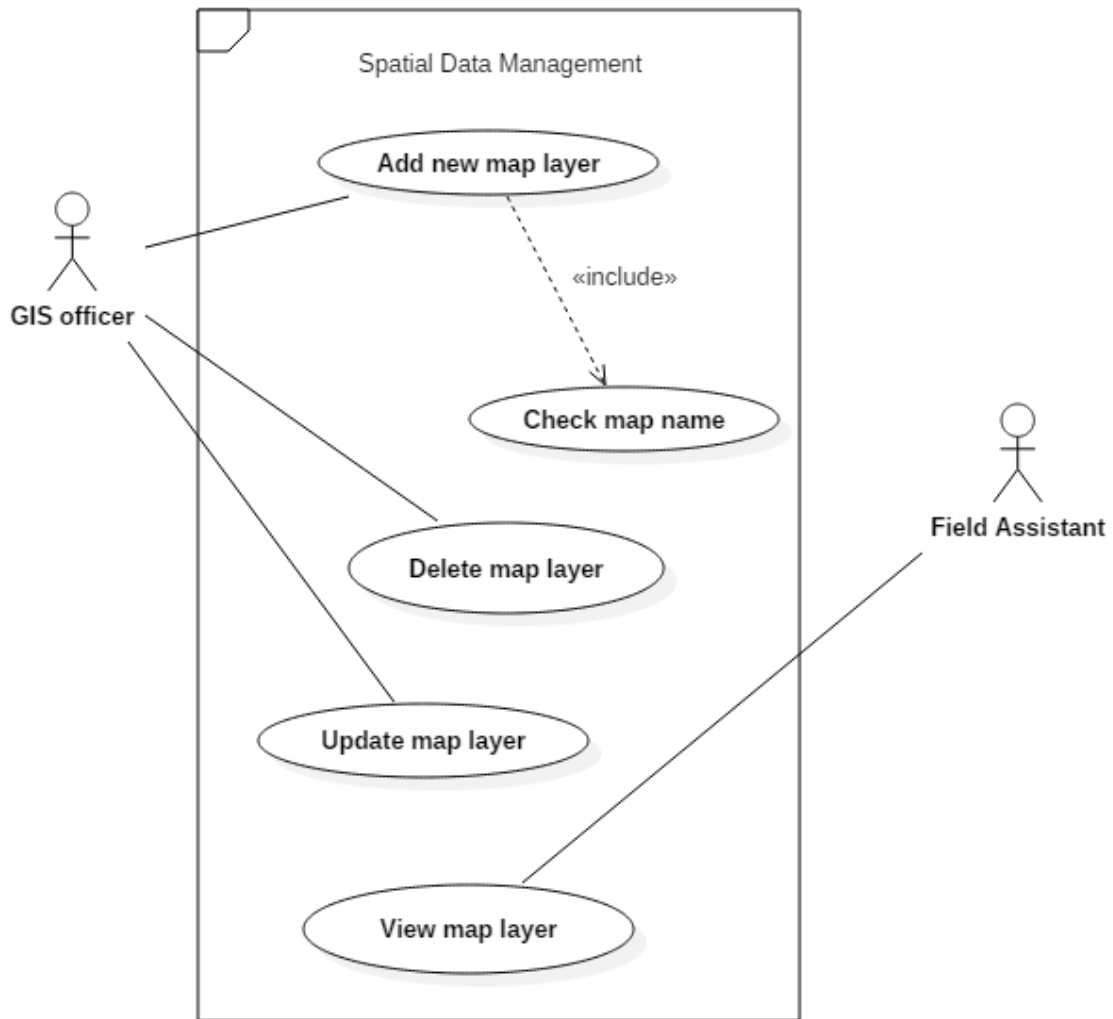 Spatial Data Management
Add new map layer
«include»
GIS officer
Check map name
Field Assistant
Delete map layer
Update map layer
View map layer